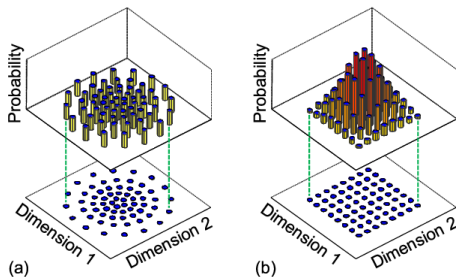 Probability
Dimension 1
Dimension 2
(a)
Probability
Dimension 1
Dimension 2
(b)